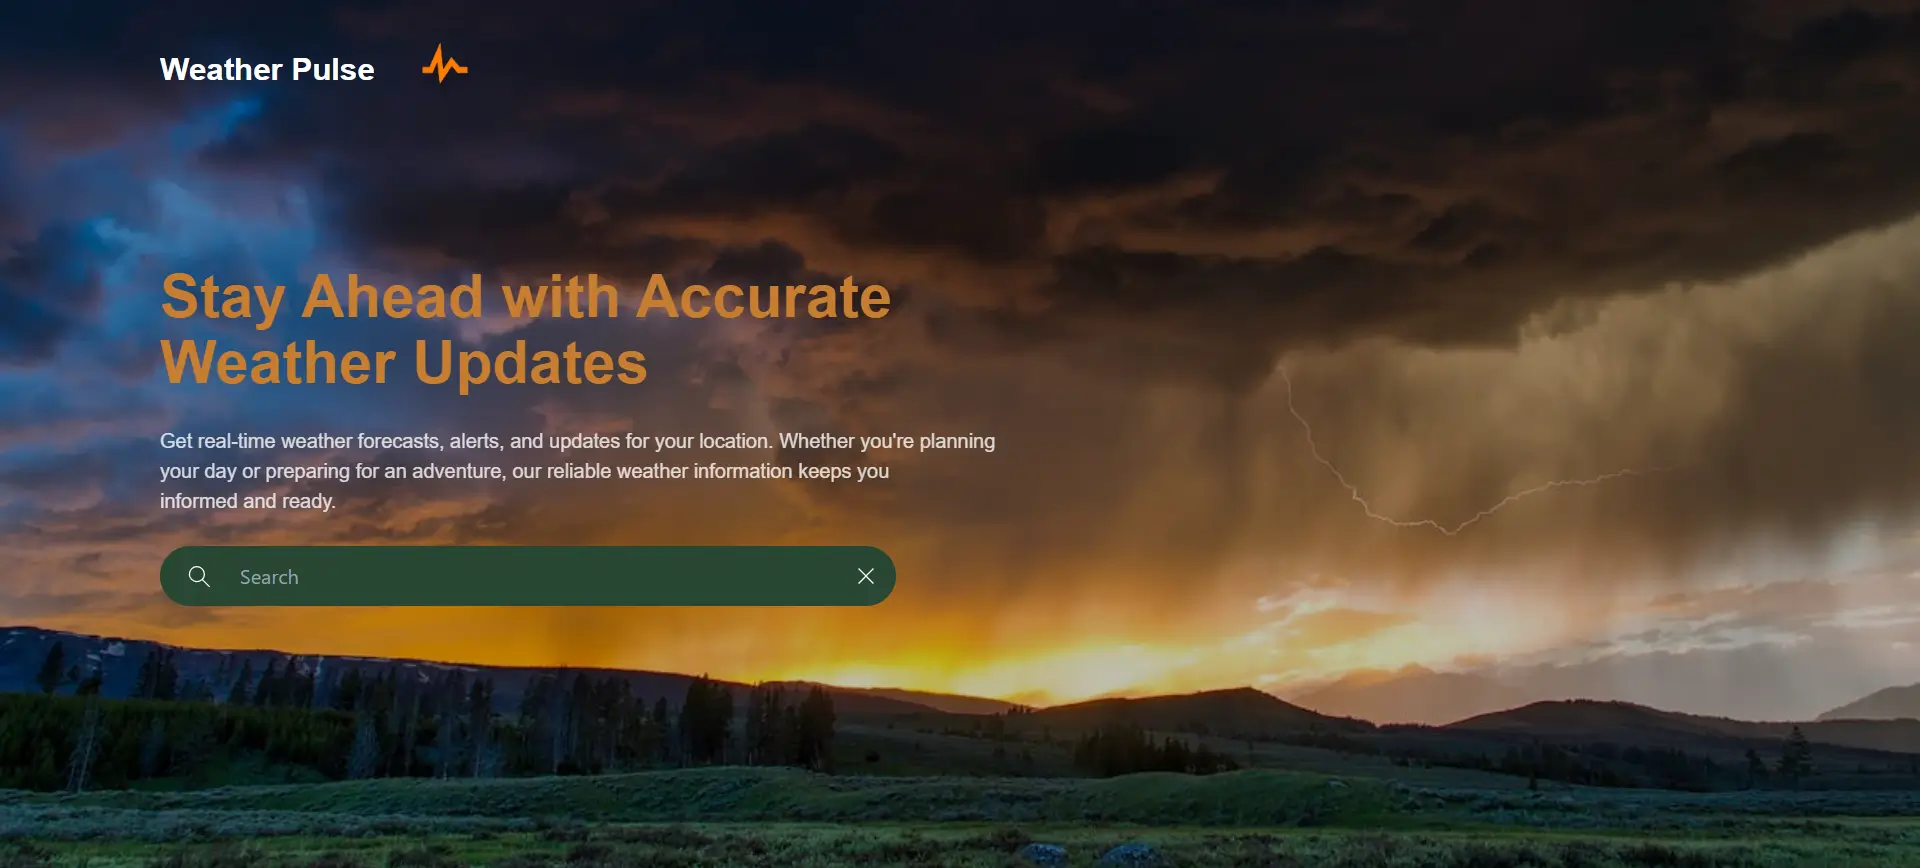 Weather Pulse
Stay Ahead with Accurate
Weather Updates
Get real-time weather forecasts, alerts, and updates for your location. Whether you're planning
your day or preparing for an adventure, our reliable weather information keeps you
informed and ready.
Search